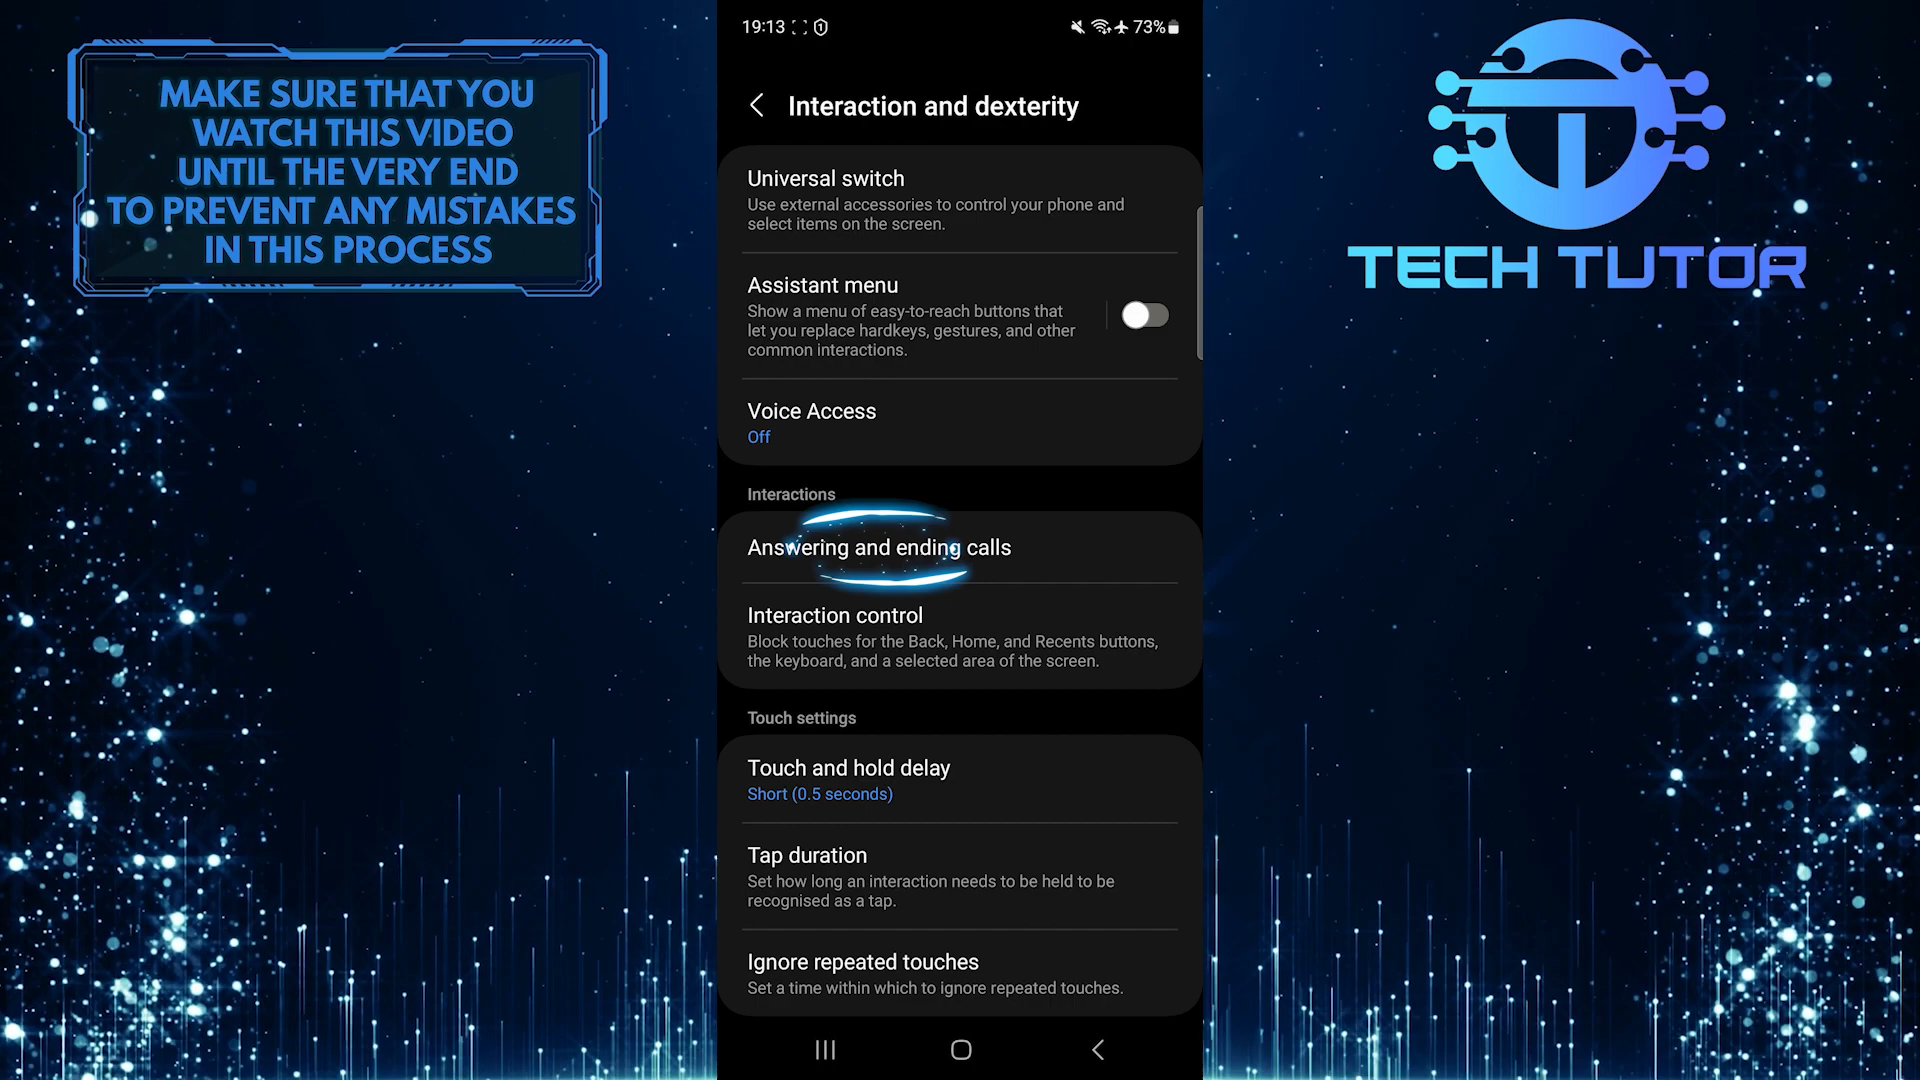 MAKE SURE THAT YOU
WATCH THIS VIDEO
UNTIL THE VERY END
TO PREVENT ANY MISTAKES
IN THIS PROCESS
19:13
73%
Interaction and dexterity
Universal switch
Use external accessories to control your phone and
select items on the screen.
Assistant menu
Show a menu of easy-to-reach buttons that
let you replace hardkeys, gestures, and other
common interactions.
Voice Access
Off
Interactions
Answering and ending calls
Interaction control
Block touches for the Back, Home, and Recents buttons,
the keyboard, and a selected area of the screen.
Touch settings
Touch and hold delay
Short (0.5 seconds)
Tap duration
Set how long an interaction needs to be held to be
recognised as a tap.
Ignore repeated touches
Set a time within which to ignore repeated touches.
TECH TUTOR